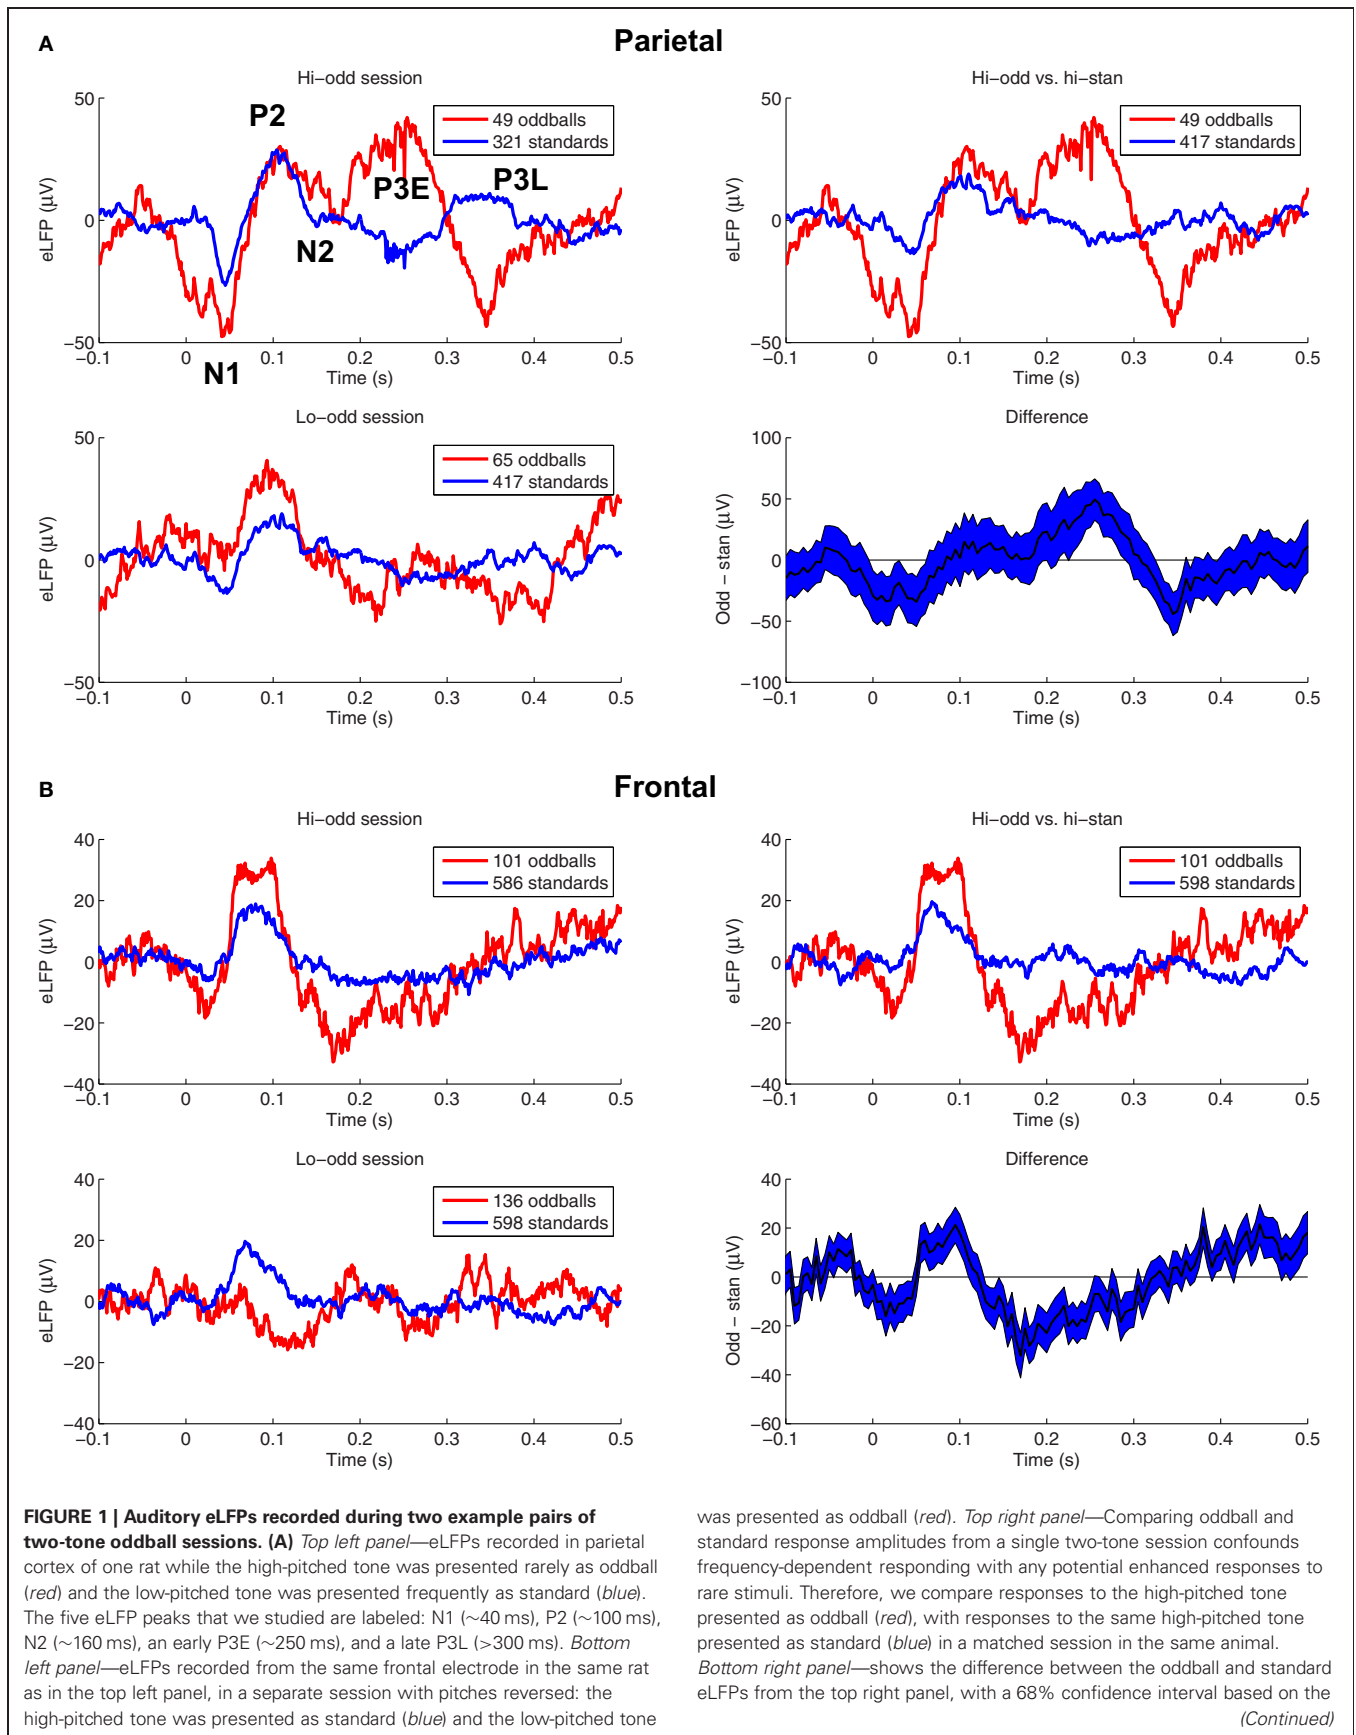 A
Parietal
Hi−odd session
50
0
−50
eLFP (μV)
P2
P3E
P3L
N2
N1
49 oddballs
321 standards
−0.1 0 0.1 0.2 0.3 0.4 0.5
Time (s)
Hi−odd vs. hi−stan
50
0
−50
eLFP (μV)
49 oddballs
417 standards
−0.1 0 0.1 0.2 0.3 0.4 0.5
Time (s)
Lo−odd session
50
0
−50
eLFP (μV)
65 oddballs
417 standards
−0.1 0 0.1 0.2 0.3 0.4 0.5
Time (s)
Difference
100
50
0
−50
−100
Odd − stan (μV)
−0.1 0 0.1 0.2 0.3 0.4 0.5
Time (s)
B
Frontal
Hi−odd session
40
20
0
−20
−40
eLFP (μV)
101 oddballs
586 standards
−0.1 0 0.1 0.2 0.3 0.4 0.5
Time (s)
Hi−odd vs. hi−stan
40
20
0
−20
−40
eLFP (μV)
101 oddballs
598 standards
−0.1 0 0.1 0.2 0.3 0.4 0.5
Time (s)
Lo−odd session
40
20
0
−20
−40
eLFP (μV)
136 oddballs
598 standards
−0.1 0 0.1 0.2 0.3 0.4 0.5
Time (s)
Difference
40
20
0
−20
−40
−60
Odd − stan (μV)
−0.1 0 0.1 0.2 0.3 0.4 0.5
Time (s)
FIGURE 1 | Auditory eLFPs recorded during two example pairs of
two-tone oddball sessions. (A) Top left panel—eLFPs recorded in parietal
cortex of one rat while the high-pitched tone was presented rarely as oddball
(red) and the low-pitched tone was presented frequently as standard (blue).
The five eLFP peaks that we studied are labeled: N1 (∼40 ms), P2 (∼100 ms),
N2 (∼160 ms), an early P3E (∼250 ms), and a late P3L (>300 ms). Bottom
left panel—eLFPs recorded from the same frontal electrode in the same rat
as in the top left panel, in a separate session with pitches reversed: the
high-pitched tone was presented as standard (blue) and the low-pitched tone
was presented as oddball (red). Top right panel—Comparing oddball and
standard response amplitudes from a single two-tone session confounds
frequency-dependent responding with any potential enhanced responses to
rare stimuli. Therefore, we compare responses to the high-pitched tone
presented as oddball (red), with responses to the same high-pitched tone
presented as standard (blue) in a matched session in the same animal.
Bottom right panel—shows the difference between the oddball and standard
eLFPs from the top right panel, with a 68% confidence interval based on the
(Continued)